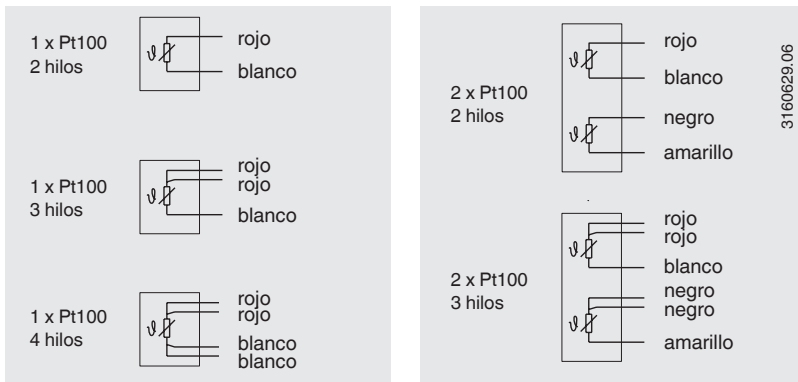 1 x Pt100
2 hilos
ϑ
rojo
blanco
1 x Pt100
3 hilos
ϑ
rojo
rojo
blanco
1 x Pt100
4 hilos
ϑ
rojo
rojo
blanco
blanco
2 x Pt100
2 hilos
ϑ
rojo
blanco
ϑ
negro
amarillo
2 x Pt100
3 hilos
ϑ
rojo
rojo
blanco
ϑ
negro
negro
amarillo
3160629.06